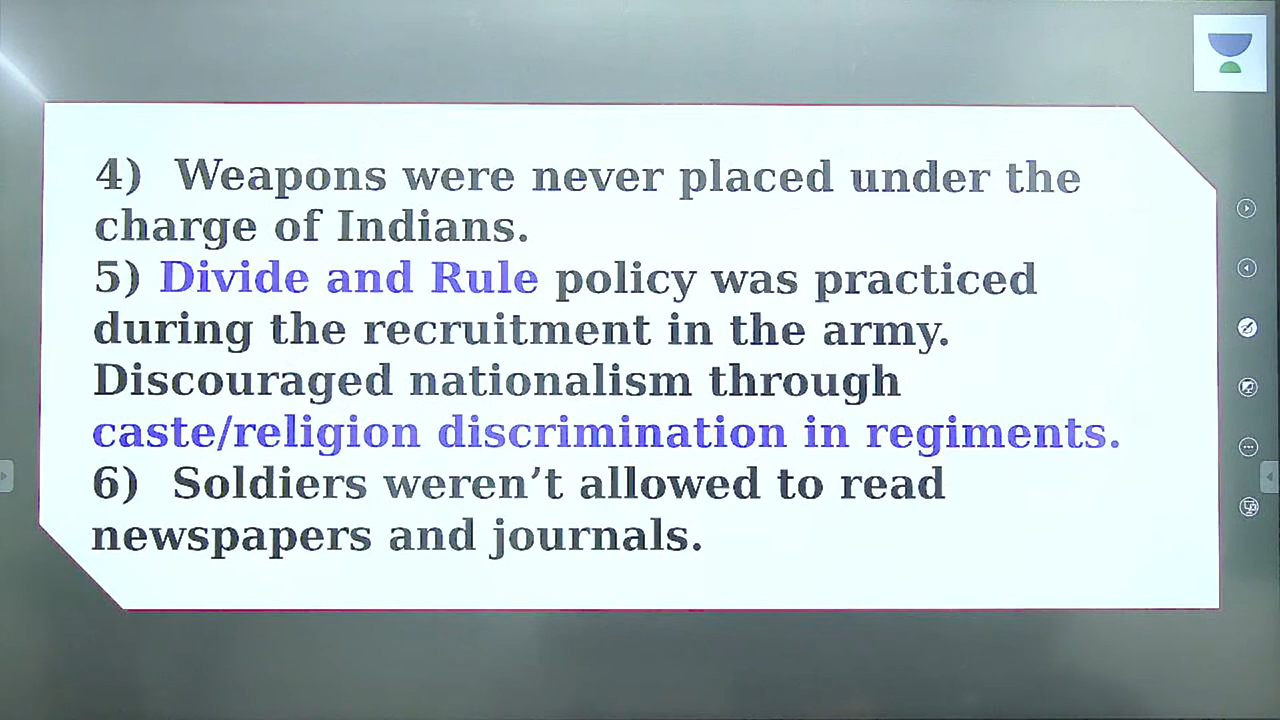 4) Weapons were never placed under the
charge of Indians.
5) Divide and Rule policy was practiced
during the recruitment in the army.
Discouraged nationalism through
caste/religion discrimination in regiments.
6) Soldiers weren’t allowed to read
newspapers and journals.